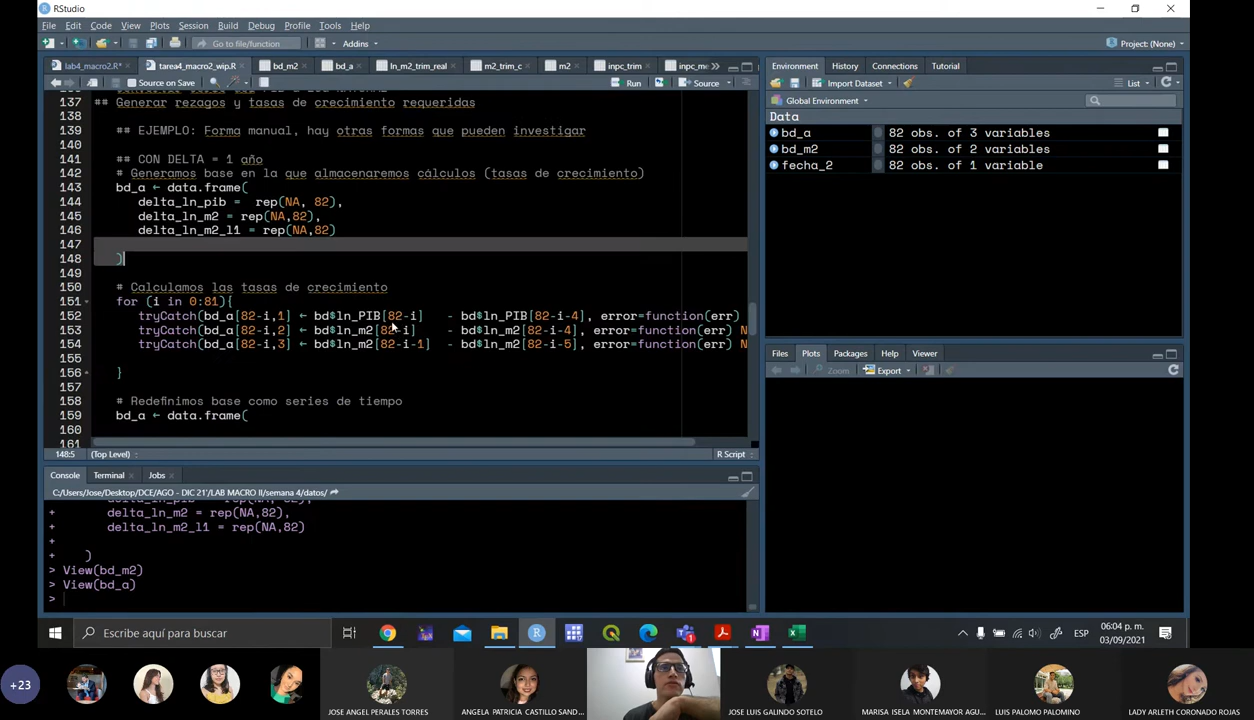 RStudio
File Edit Code View Plots Session Build Debug Profile Tools Help
Go to file/function Addins Project: (None)
lab4_macro2.R* tarea4_macro2_wip.R bd_m2 bd_a ln_m2_trim_real m2_trim_c m2 inpc_trim inpc_me
Source on Save Run Source
137 ## Generar rezagos y tasas de crecimiento requeridas
138
139 ## EJEMPLO: Forma manual, hay otras formas que pueden investigar
140
141 ## CON DELTA = 1 año
142 # Generamos base en la que almacenaremos cálculos (tasas de crecimiento)
143 bd_a <- data.frame(
144 delta_ln_pib = rep(NA, 82),
145 delta_ln_m2 = rep(NA,82),
146 delta_ln_m2_l1 = rep(NA,82)
147
148 )
149
150 # Calculamos las tasas de crecimiento
151 for (i in 0:81){
152 tryCatch(bd_a[82-i,1] <- bd$ln_PIB[82-i] - bd$ln_PIB[82-i-4], error=function(err)
153 tryCatch(bd_a[82-i,2] <- bd$ln_m2[82-i] - bd$ln_m2[82-i-4], error=function(err) N
154 tryCatch(bd_a[82-i,3] <- bd$ln_m2[82-i-1] - bd$ln_m2[82-i-5], error=function(err) N
155
156 }
157
158 # Redefinimos base como series de tiempo
159 bd_a <- data.frame(
160
161
148:5 (Top Level) R Script
Console Terminal Jobs
C:/Users/Jose/Desktop/DCE/AGO - DIC 21'/LAB MACRO II/semana 4/datos/
+ delta_ln_pib = rep(NA, 82),
+ delta_ln_m2 = rep(NA,82),
+ delta_ln_m2_l1 = rep(NA,82)
+
+ )
> View(bd_m2)
> View(bd_a)
>
Environment History Connections Tutorial
Import Dataset List
Global Environment
Data
bd_a 82 obs. of 3 variables
bd_m2 82 obs. of 2 variables
fecha_2 82 obs. of 1 variable
Files Plots Packages Help Viewer
Zoom Export
Escribe aquí para buscar
ESP
06:04 p. m.
03/09/2021
+23
JOSE ANGEL PERALES TORRES
ANGELA PATRICIA CASTILLO SAND...
JOSE LUIS GALINDO SOTELO
MARISA ISELA MONTEMAYOR AGU...
LUIS PALOMO PALOMINO
LADY ARLETH CORONADO ROJAS